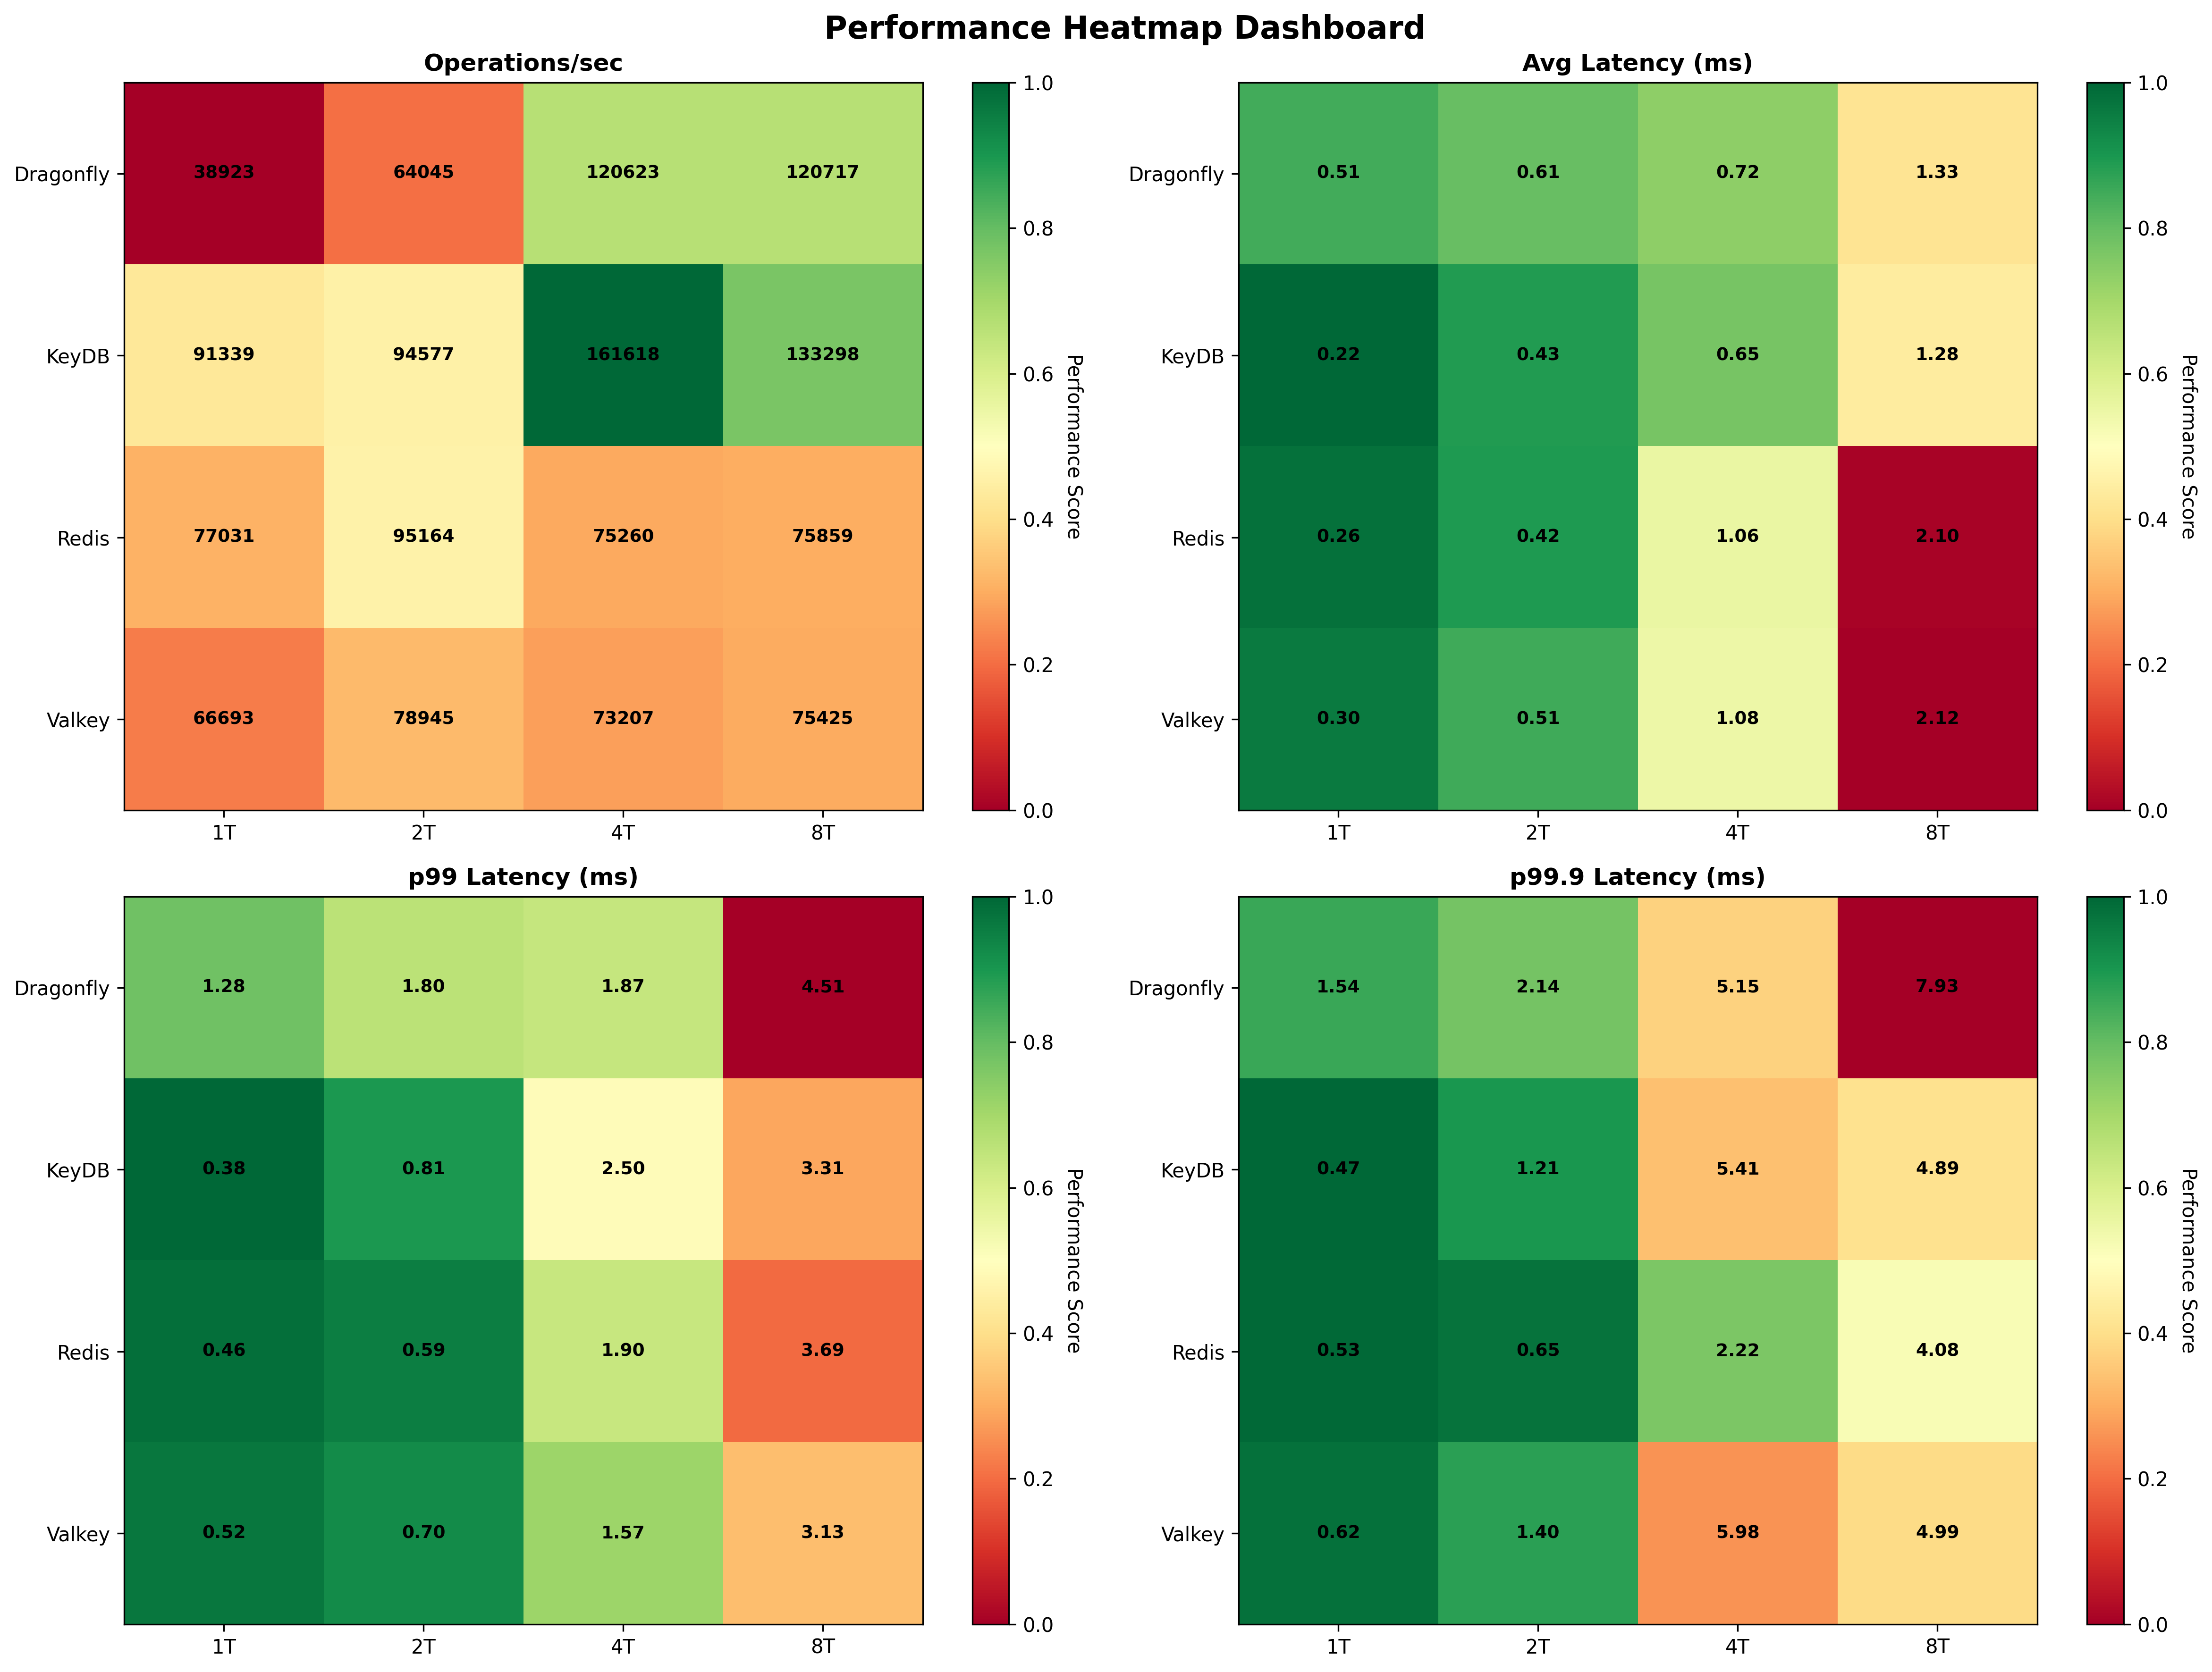 Performance Heatmap Dashboard
Operations/sec
Dragonfly 38923 64045 120623 120717
KeyDB 91339 94577 161618 133298
Redis 77031 95164 75260 75859
Valkey 66693 78945 73207 75425
1T 2T 4T 8T
1.0
0.8
0.6
0.4
0.2
0.0
Performance Score
Avg Latency (ms)
Dragonfly 0.51 0.61 0.72 1.33
KeyDB 0.22 0.43 0.65 1.28
Redis 0.26 0.42 1.06 2.10
Valkey 0.30 0.51 1.08 2.12
1T 2T 4T 8T
1.0
0.8
0.6
0.4
0.2
0.0
Performance Score
p99 Latency (ms)
Dragonfly 1.28 1.80 1.87 4.51
KeyDB 0.38 0.81 2.50 3.31
Redis 0.46 0.59 1.90 3.69
Valkey 0.52 0.70 1.57 3.13
1T 2T 4T 8T
1.0
0.8
0.6
0.4
0.2
0.0
Performance Score
p99.9 Latency (ms)
Dragonfly 1.54 2.14 5.15 7.93
KeyDB 0.47 1.21 5.41 4.89
Redis 0.53 0.65 2.22 4.08
Valkey 0.62 1.40 5.98 4.99
1T 2T 4T 8T
1.0
0.8
0.6
0.4
0.2
0.0
Performance Score